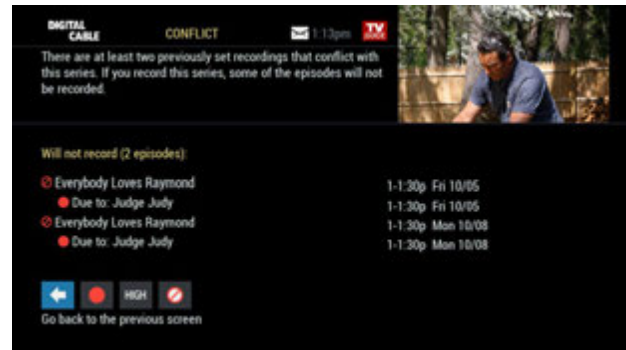 DIGITAL
CABLE
CONFLICT
1:13pm
TV
GUIDE
There are at least two previously set recordings that conflict with
this series. If you record this series, some of the episodes will not
be recorded.
Will not record (2 episodes):
Everybody Loves Raymond 1-1:30p Fri 10/05
Due to: Judge Judy 1-1:30p Fri 10/05
Everybody Loves Raymond 1-1:30p Mon 10/08
Due to: Judge Judy 1-1:30p Mon 10/08
HIGH
Go back to the previous screen